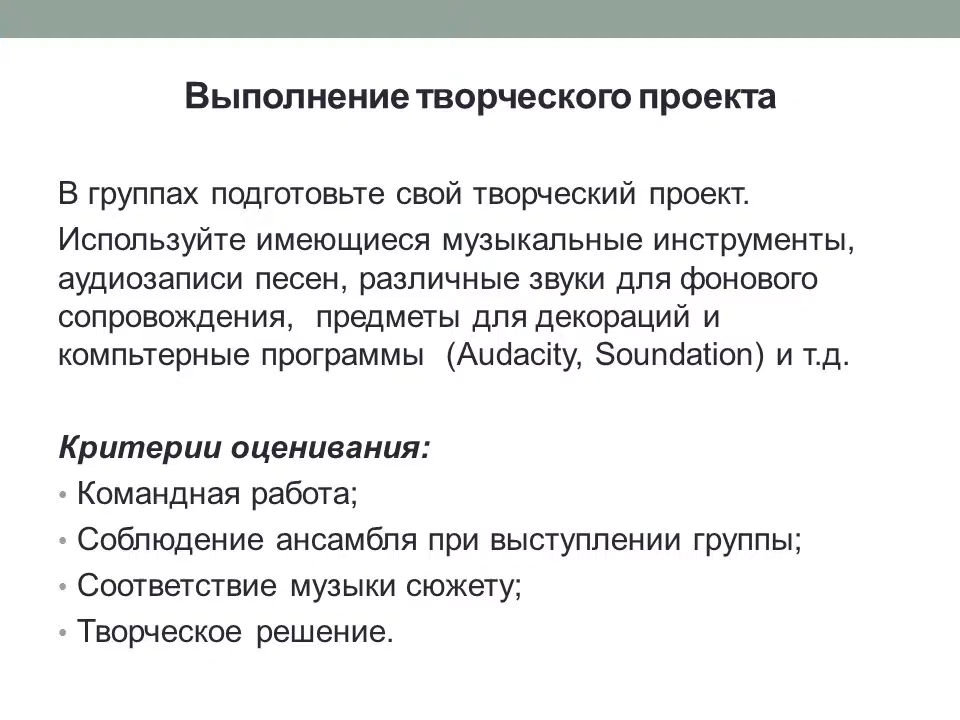 Выполнение творческого проекта
В группах подготовьте свой творческий проект.
Используйте имеющиеся музыкальные инструменты,
аудиозаписи песен, различные звуки для фонового
сопровождения, предметы для декораций и
компьтерные программы (Audacity, Soundation) и т.д.
Критерии оценивания:
• Командная работа;
• Соблюдение ансамбля при выступлении группы;
• Соответствие музыки сюжету;
• Творческое решение.